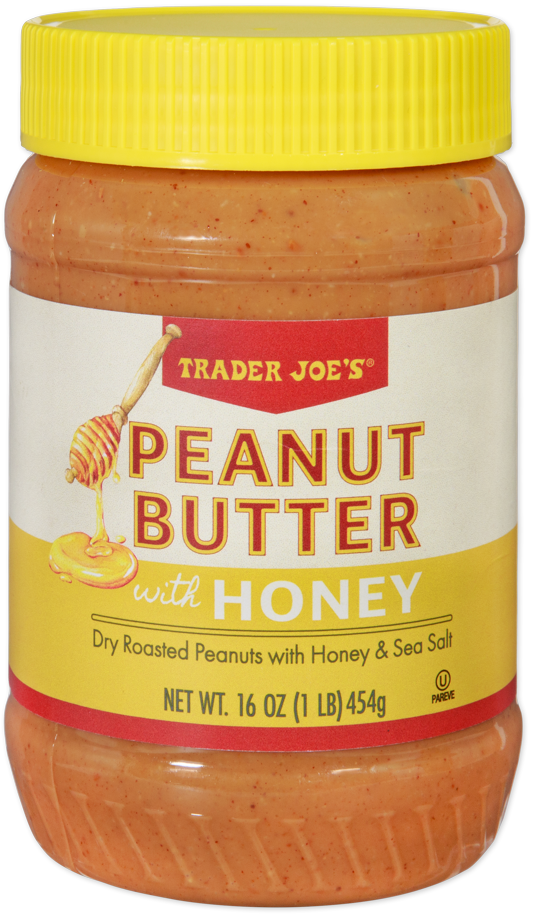 TRADER JOE'S®
PEANUT
BUTTER
with HONEY
Dry Roasted Peanuts with Honey & Sea Salt
U
PAREVE
NET WT. 16 OZ (1 LB) 454g